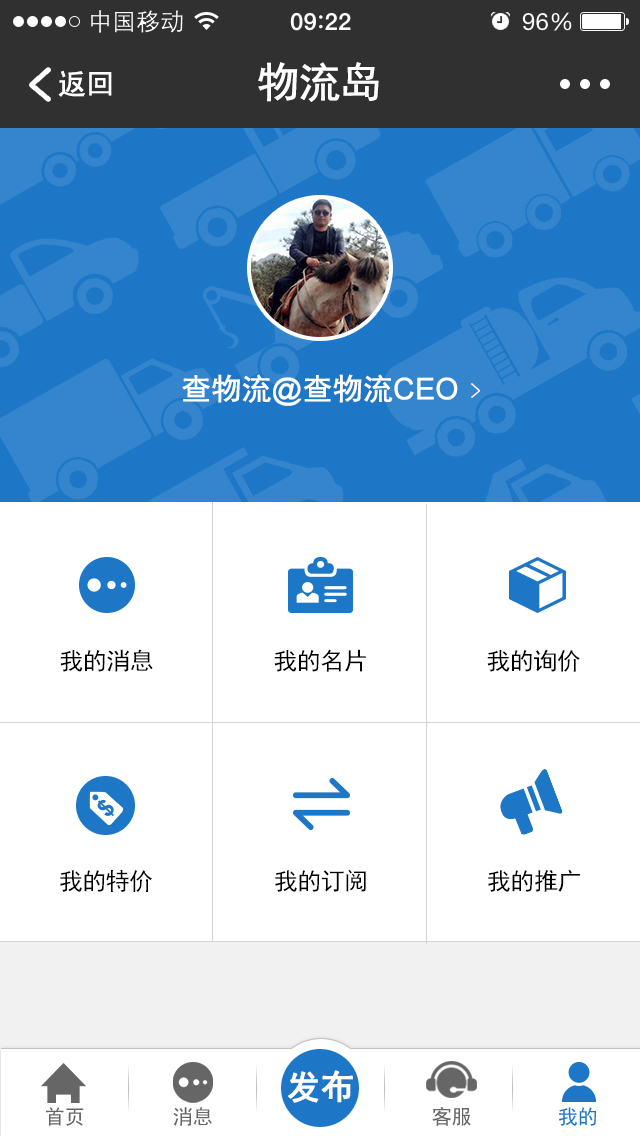 中国移动 09:22 96%
返回 物流岛
查物流@查物流CEO
我的消息 我的名片 我的询价
我的特价 我的订阅 我的推广
首页 消息 发布 客服 我的